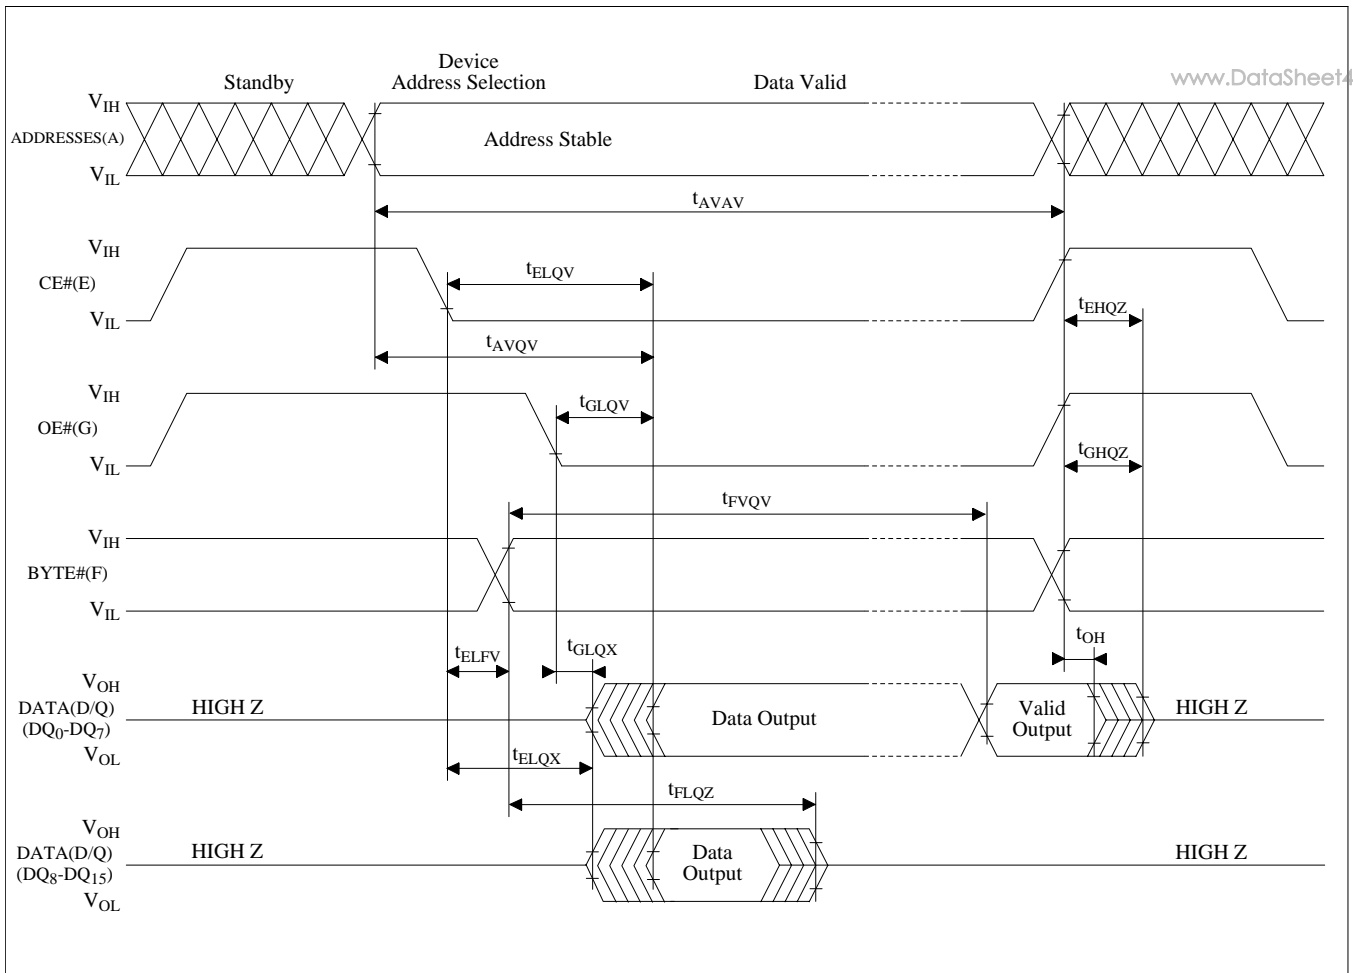 Device
Standby
Address Selection
Data Valid
www.DataSheet4
VIH
ADDRESSES(A)
Address Stable
VIL
tAVAV
VIH
CE#(E)
tELQV
tEHQZ
VIL
tAVQV
VIH
OE#(G)
tGLQV
VIL
tGHQZ
tFVQV
VIH
BYTE#(F)
VIL
tELFV
tGLQX
tOH
VOH
DATA(D/Q)
(DQ0-DQ7)
HIGH Z
Data Output
Valid
Output
HIGH Z
VOL
tELQX
tFLQZ
VOH
DATA(D/Q)
(DQ8-DQ15)
HIGH Z
Data
Output
HIGH Z
VOL